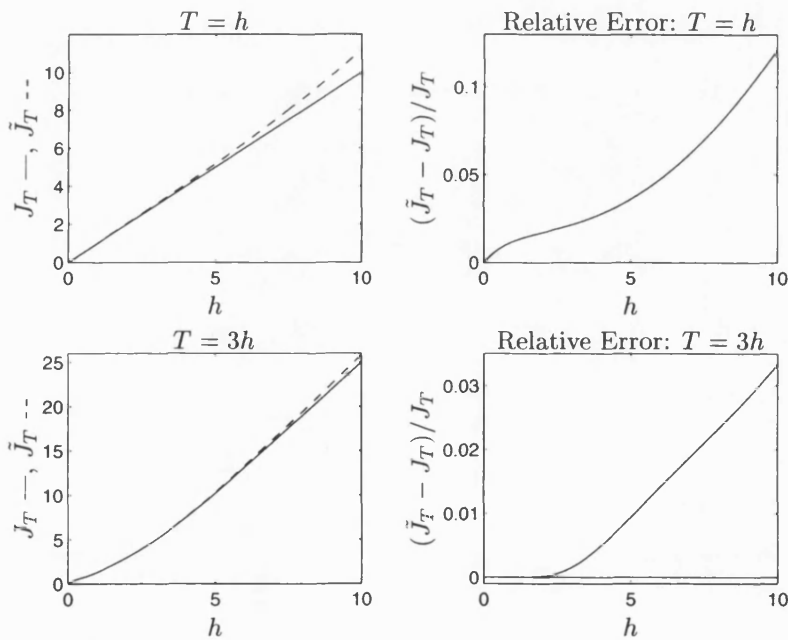 T = h
J_T —, J̃_T --
10
8
6
4
2
0
0 5 10
h
Relative Error: T = h
(J̃_T − J_T)/J_T
0.1
0.05
0
0 5 10
h
T = 3h
J_T —, J̃_T --
25
20
15
10
5
0
0 5 10
h
Relative Error: T = 3h
(J̃_T − J_T)/J_T
0.03
0.02
0.01
0
0 5 10
h